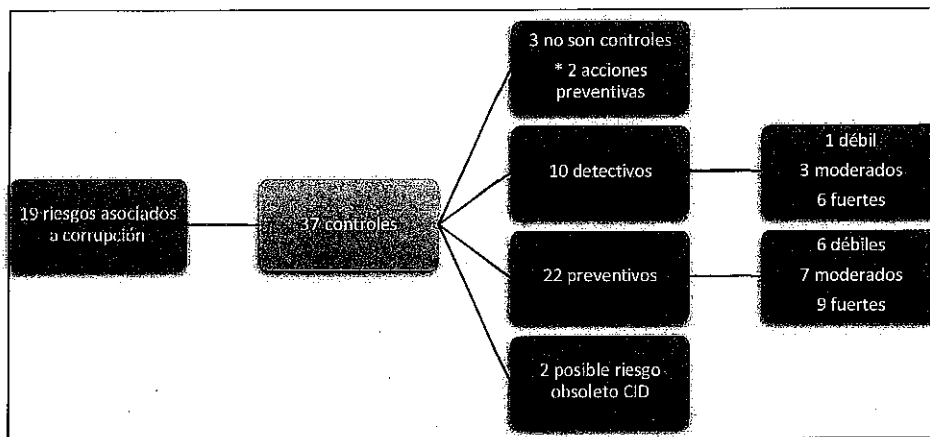 3 no son controles
* 2 acciones
preventivas
10 detectivos
1 débil
3 moderados
6 fuertes
19 riesgos asociados
a corrupción
37 controles
22 preventivos
6 débiles
7 moderados
9 fuertes
2 posible riesgo
obsoleto CID